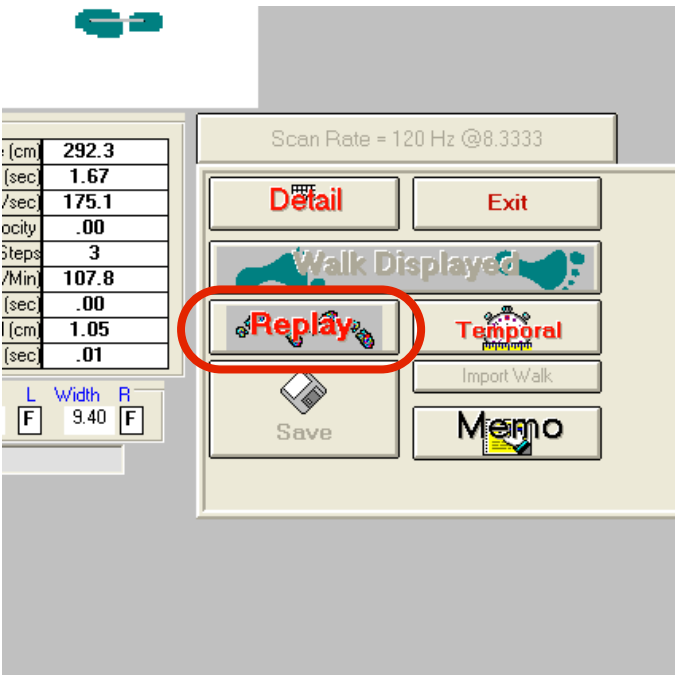 e (cm) 292.3
(sec) 1.67
/sec) 175.1
ocity .00
Steps 3
/Min) 107.8
(sec) .00
l (cm) 1.05
(sec) .01
L Width R
F 9.40 F
Scan Rate = 120 Hz @8.3333
Detail Exit
Walk Displayed
Replay Temporal
Import Walk
Save Memo